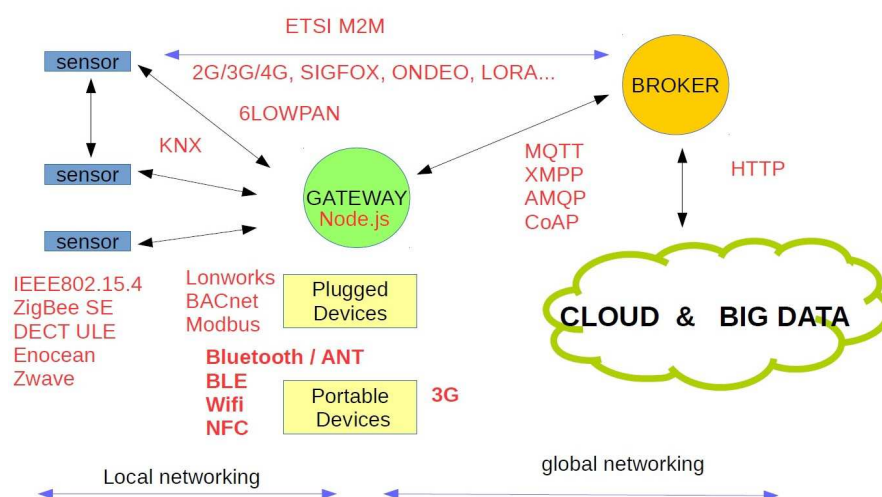 ETSI M2M
sensor
2G/3G/4G, SIGFOX, ONDEO, LORA...
BROKER
6LOWPAN
KNX
sensor
MQTT
XMPP
AMQP
CoAP
HTTP
GATEWAY
Node.js
sensor
IEEE802.15.4
ZigBee SE
DECT ULE
Enocean
Zwave
Lonworks
BACnet
Modbus
Plugged
Devices
CLOUD & BIG DATA
Bluetooth / ANT
BLE
Wifi
NFC
Portable
Devices
3G
Local networking
global networking